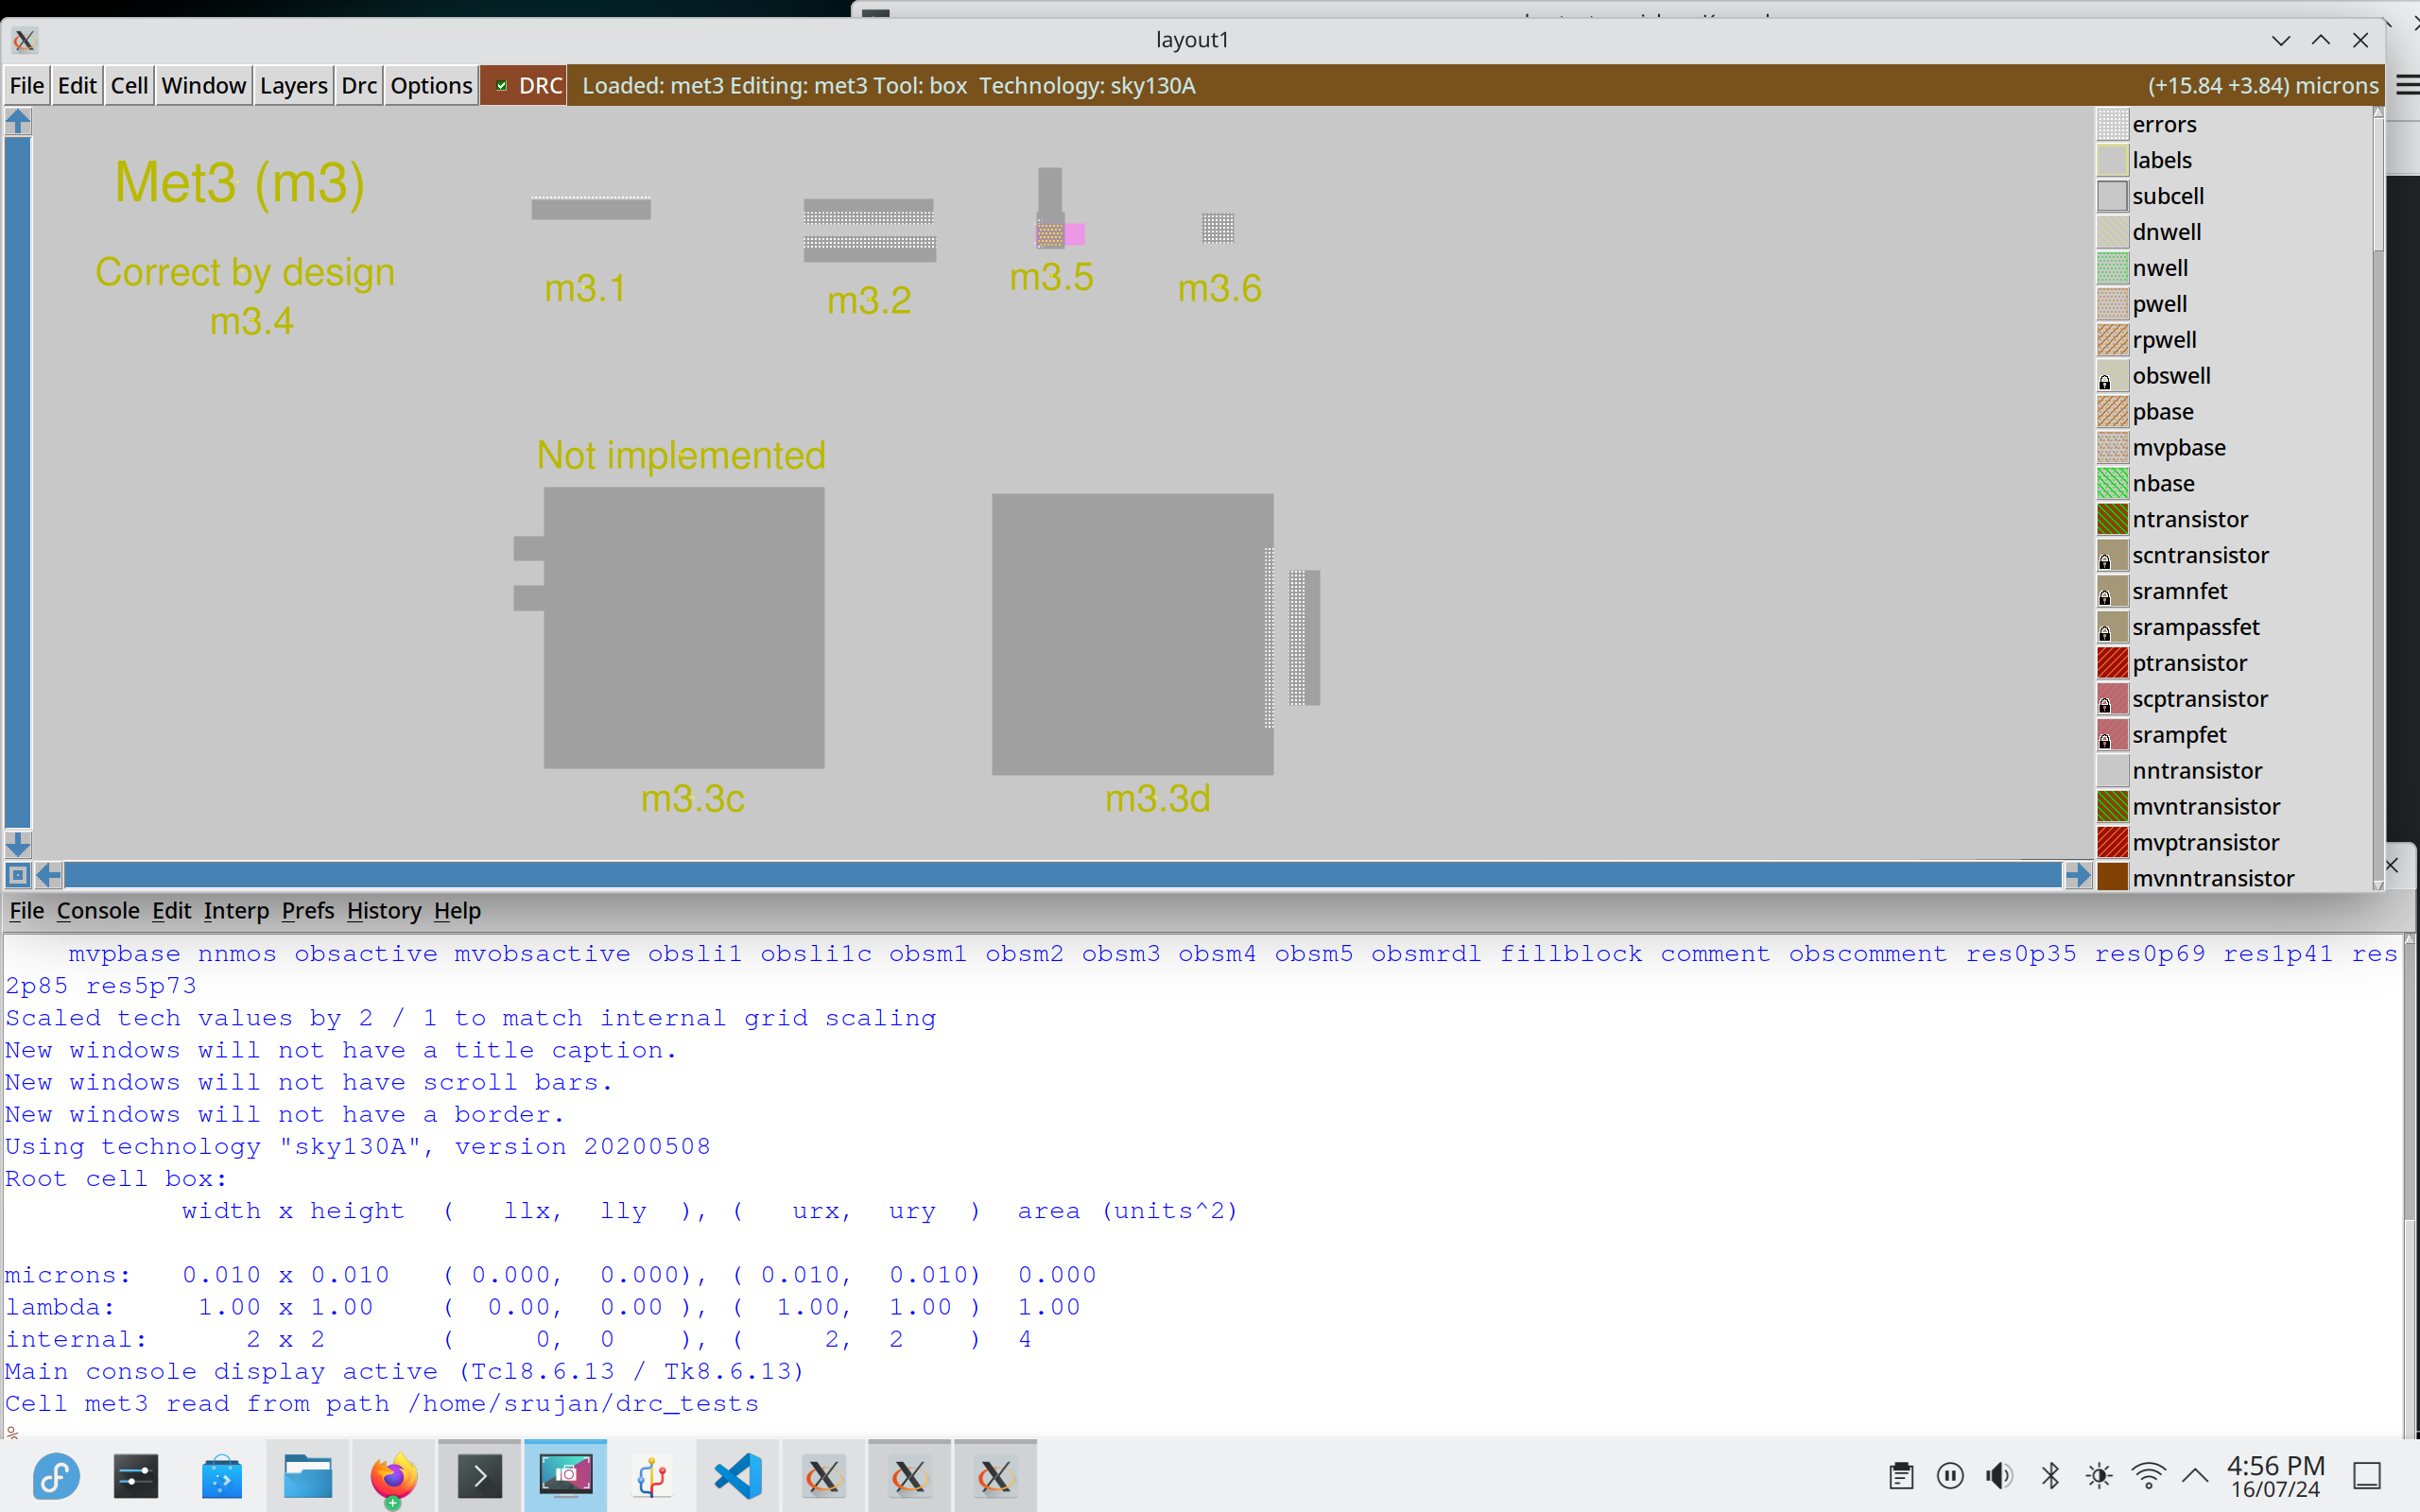 layout1
File Edit Cell Window Layers Drc Options DRC Loaded: met3 Editing: met3 Tool: box Technology: sky130A (+15.84 +3.84) microns
Met3 (m3)
Correct by design
m3.4
m3.1
m3.2
m3.5
m3.6
Not implemented
m3.3c
m3.3d
errors
labels
subcell
dnwell
nwell
pwell
rpwell
obswell
pbase
mvpbase
nbase
ntransistor
scntransistor
sramnfet
srampassfet
ptransistor
scptransistor
srampfet
nntransistor
mvntransistor
mvptransistor
mvnntransistor
File Console Edit Interp Prefs History Help
mvpbase nnmos obsactive mvobsactive obsli1 obsli1c obsm1 obsm2 obsm3 obsm4 obsm5 obsmrdl fillblock comment obscomment res0p35 res0p69 res1p41 res
2p85 res5p73
Scaled tech values by 2 / 1 to match internal grid scaling
New windows will not have a title caption.
New windows will not have scroll bars.
New windows will not have a border.
Using technology "sky130A", version 20200508
Root cell box:
width x height ( llx, lly ), ( urx, ury ) area (units^2)
microns: 0.010 x 0.010 ( 0.000, 0.000), ( 0.010, 0.010) 0.000
lambda: 1.00 x 1.00 ( 0.00, 0.00 ), ( 1.00, 1.00 ) 1.00
internal: 2 x 2 ( 0, 0 ), ( 2, 2 ) 4
Main console display active (Tcl8.6.13 / Tk8.6.13)
Cell met3 read from path /home/srujan/drc_tests
%
4:56 PM
16/07/24